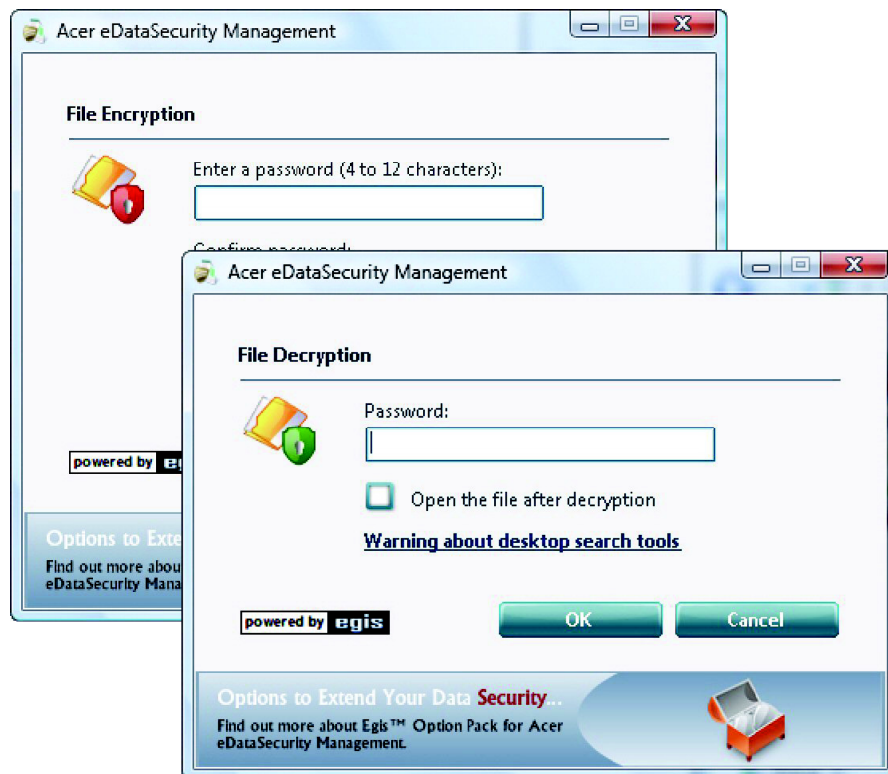 Acer eDataSecurity Management
File Encryption
Enter a password (4 to 12 characters):
Confirm password:
powered by
Options to Exte
Find out more abou
eDataSecurity Mana
Acer eDataSecurity Management
File Decryption
Password:
Open the file after decryption
Warning about desktop search tools
powered by egis
OK
Cancel
Options to Extend Your Data Security...
Find out more about Egis™ Option Pack for Acer
eDataSecurity Management.